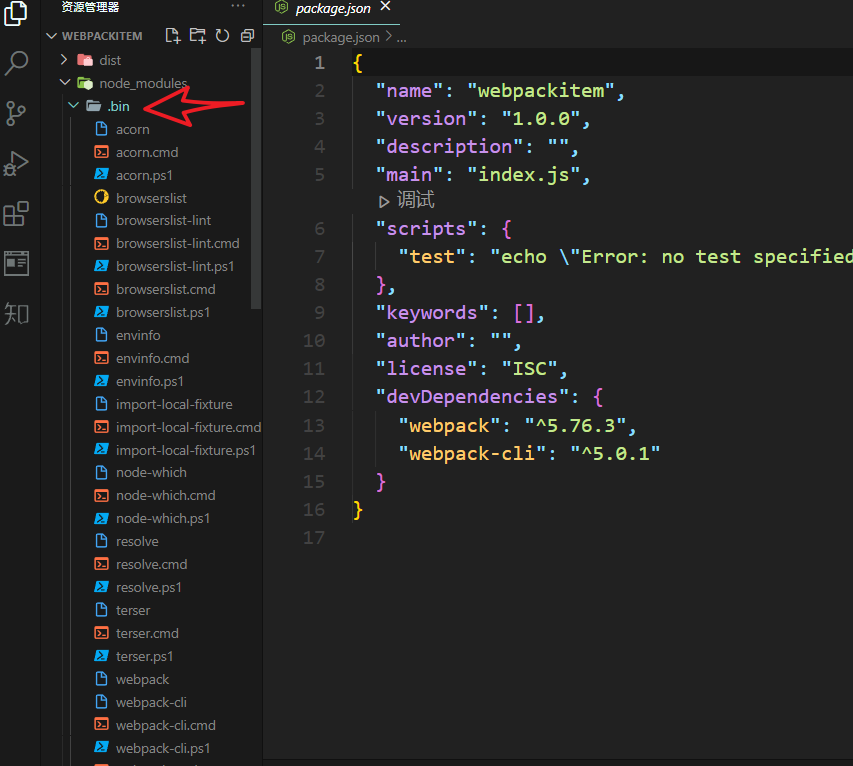 资源管理器
···
package.json
WEBPACKITEM
package.json > ...
dist
node_modules
.bin
acorn
acorn.cmd
acorn.ps1
browserslist
browserslist-lint
browserslist-lint.cmd
browserslist-lint.ps1
browserslist.cmd
browserslist.ps1
envinfo
envinfo.cmd
envinfo.ps1
import-local-fixture
import-local-fixture.cmd
import-local-fixture.ps1
node-which
node-which.cmd
node-which.ps1
resolve
resolve.cmd
resolve.ps1
terser
terser.cmd
terser.ps1
webpack
webpack-cli
webpack-cli.cmd
webpack-cli.ps1
知
1 {
2 "name": "webpackitem",
3 "version": "1.0.0",
4 "description": "",
5 "main": "index.js",
调试
6 "scripts": {
7 "test": "echo \"Error: no test specified
8 },
9 "keywords": [],
10 "author": "",
11 "license": "ISC",
12 "devDependencies": {
13 "webpack": "^5.76.3",
14 "webpack-cli": "^5.0.1"
15 }
16 }
17